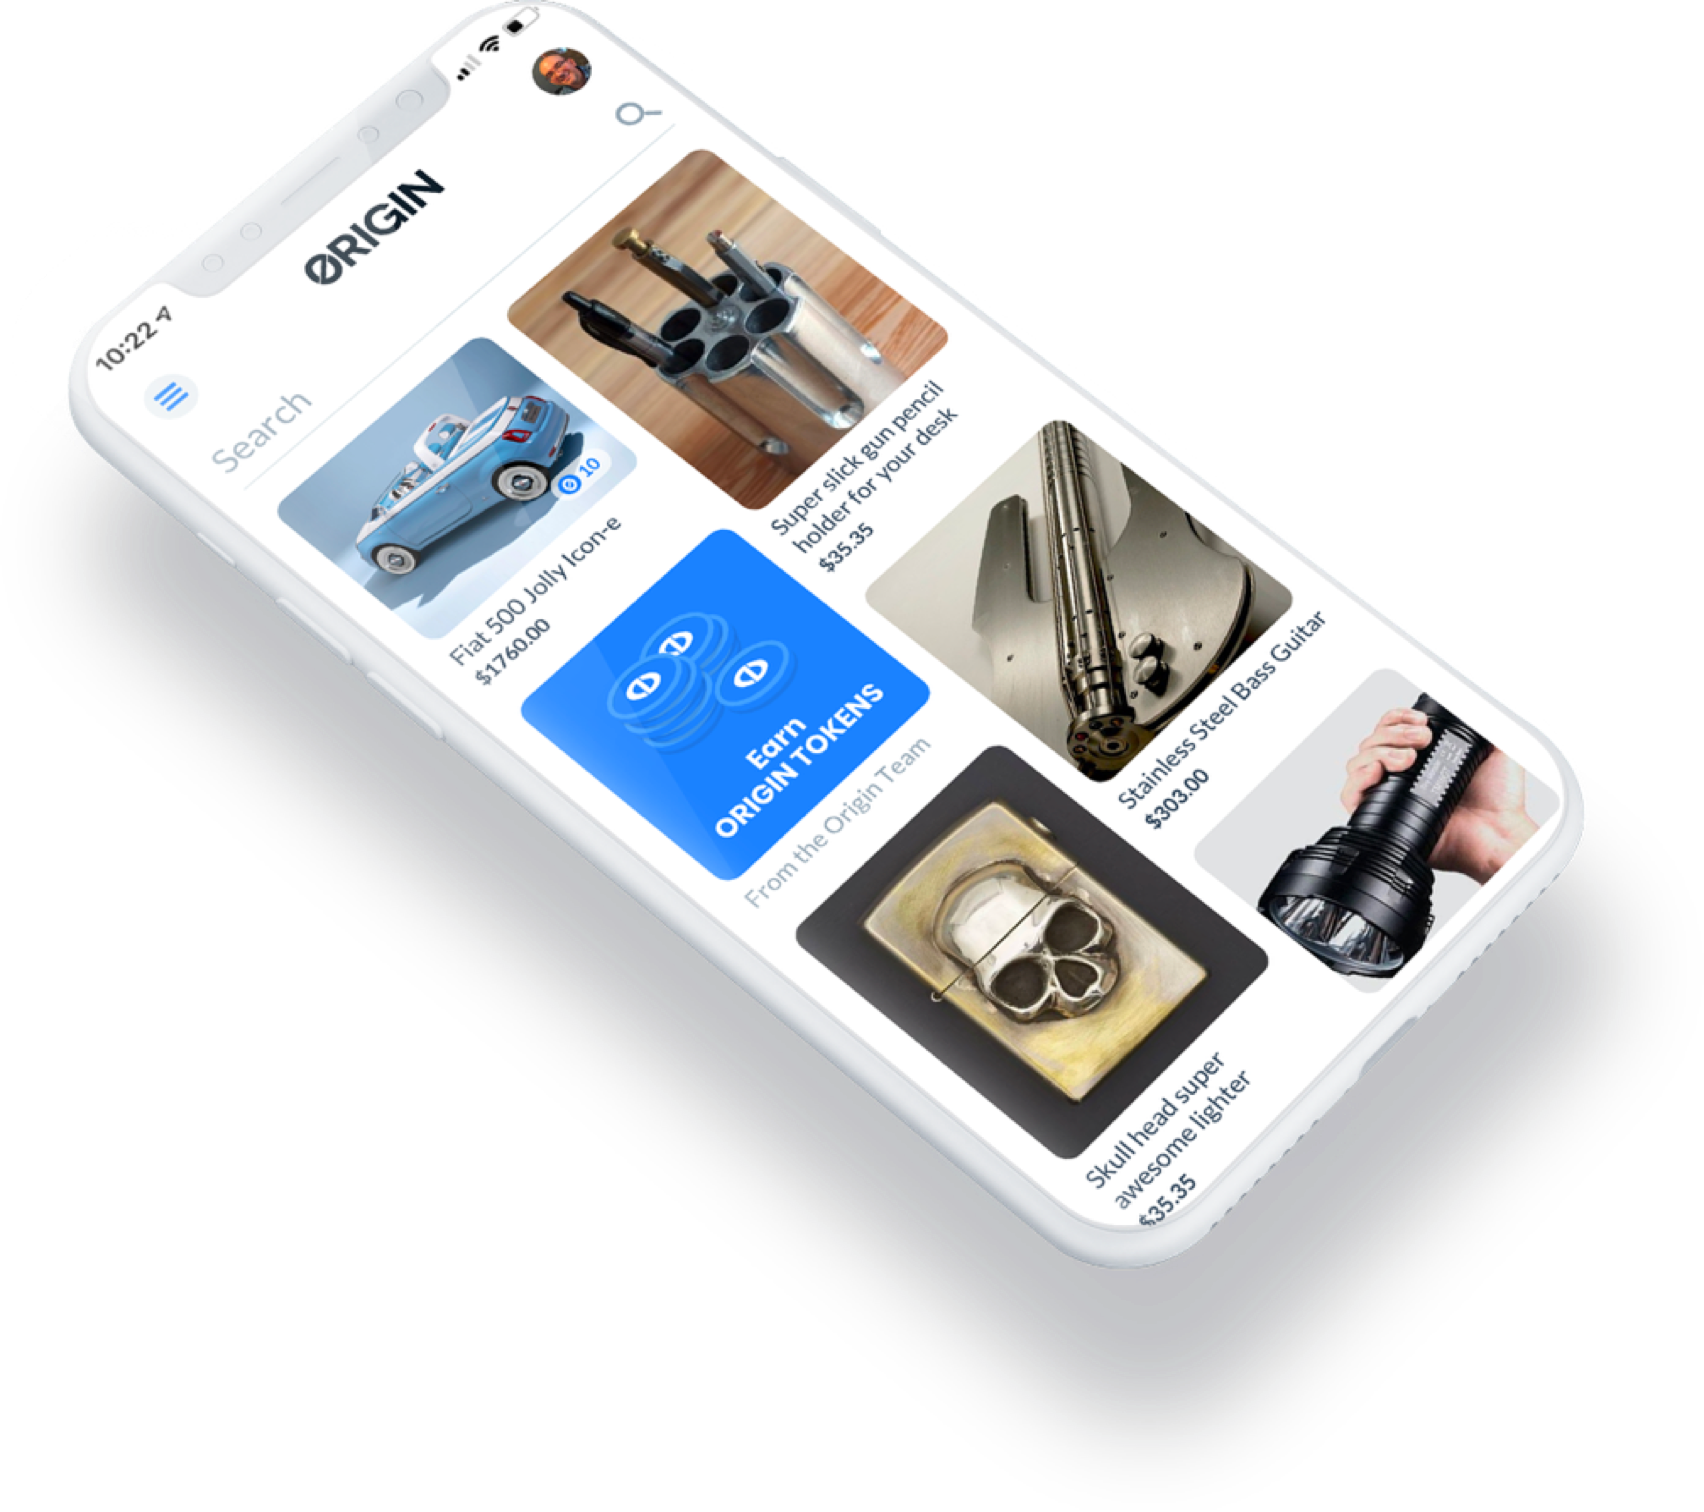 10:22
ORIGIN
Search
10
Fiat 500 Jolly Icon-e
$1760.00
Super slick gun pencil
holder for your desk
$35.35
Earn
ORIGIN TOKENS
From the Origin Team
Stainless Steel Bass Guitar
$303.00
Skull head super
awesome lighter
$35.35